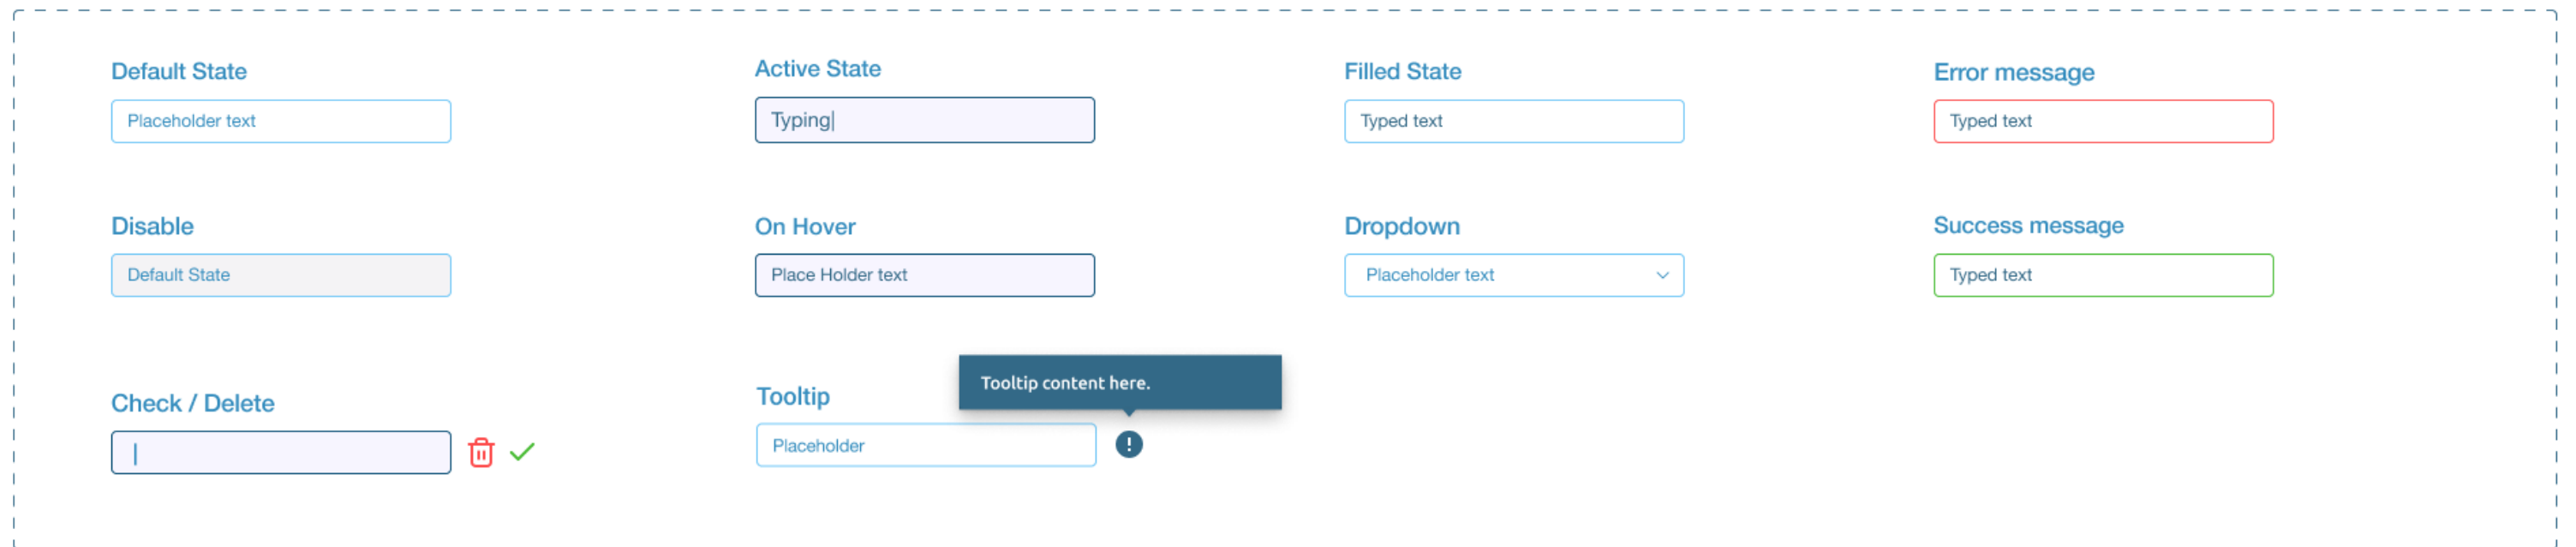 Default State
Placeholder text
Active State
Typing
Filled State
Typed text
Error message
Typed text
Disable
Default State
On Hover
Place Holder text
Dropdown
Placeholder text
Success message
Typed text
Check / Delete
Tooltip
Tooltip content here.
Placeholder